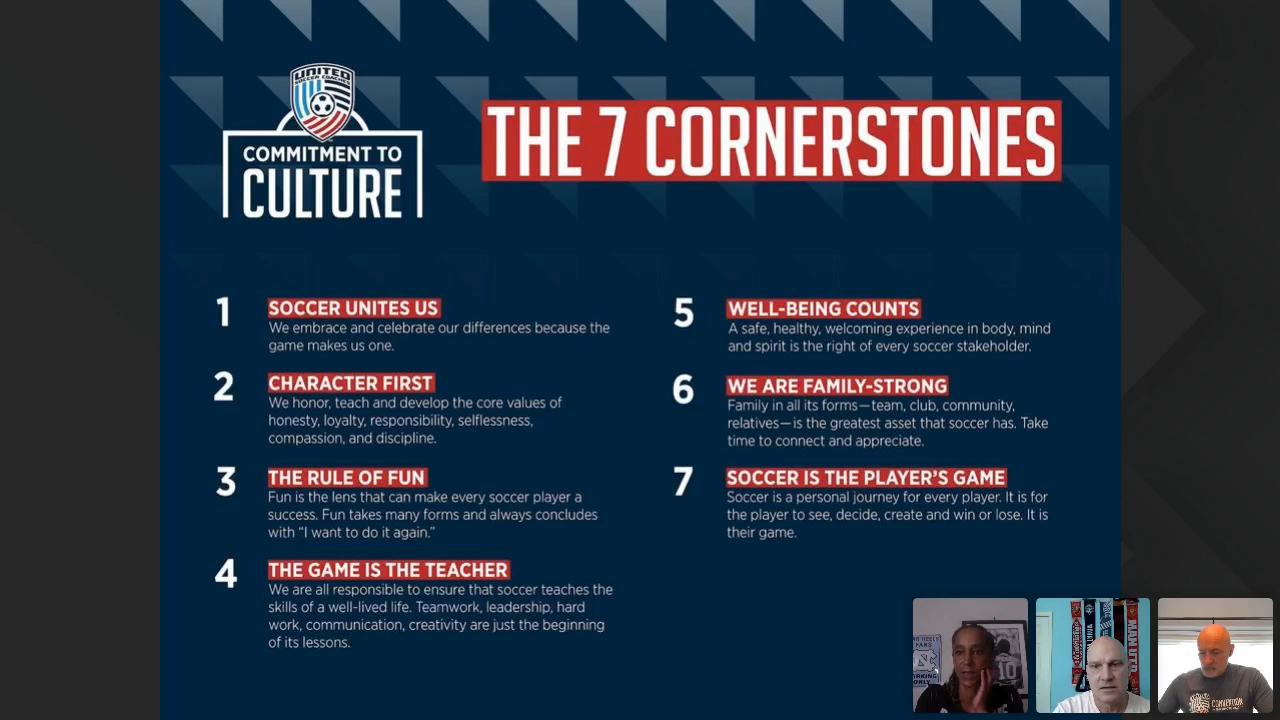 UNITED
SOCCER COACHES
COMMITMENT TO
CULTURE
THE 7 CORNERSTONES
1 SOCCER UNITES US
We embrace and celebrate our differences because the
game makes us one.
2 CHARACTER FIRST
We honor, teach and develop the core values of
honesty, loyalty, responsibility, selflessness,
compassion, and discipline.
3 THE RULE OF FUN
Fun is the lens that can make every soccer player a
success. Fun takes many forms and always concludes
with “I want to do it again.”
4 THE GAME IS THE TEACHER
We are all responsible to ensure that soccer teaches the
skills of a well-lived life. Teamwork, leadership, hard
work, communication, creativity are just the beginning
of its lessons.
5 WELL-BEING COUNTS
A safe, healthy, welcoming experience in body, mind
and spirit is the right of every soccer stakeholder.
6 WE ARE FAMILY-STRONG
Family in all its forms—team, club, community,
relatives—is the greatest asset that soccer has. Take
time to connect and appreciate.
7 SOCCER IS THE PLAYER’S GAME
Soccer is a personal journey for every player. It is for
the player to see, decide, create and win or lose. It is
their game.
FANS
ONLY
10
MAN UTD